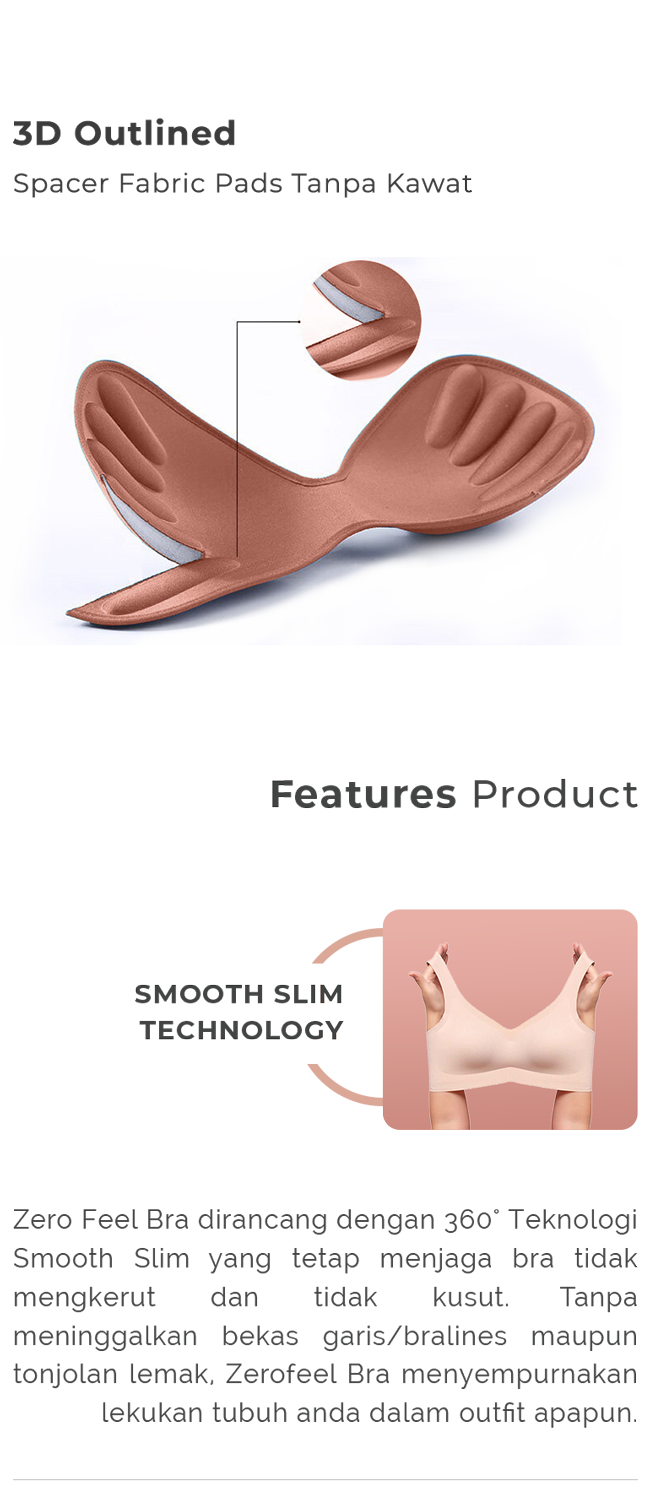 3D Outlined
Spacer Fabric Pads Tanpa Kawat
Features Product
SMOOTH SLIM
TECHNOLOGY
Zero Feel Bra dirancang dengan 360° Teknologi
Smooth Slim yang tetap menjaga bra tidak
mengkerut dan tidak kusut. Tanpa
meninggalkan bekas garis/bralines maupun
tonjolan lemak, Zerofeel Bra menyempurnakan
lekukan tubuh anda dalam outfit apapun.